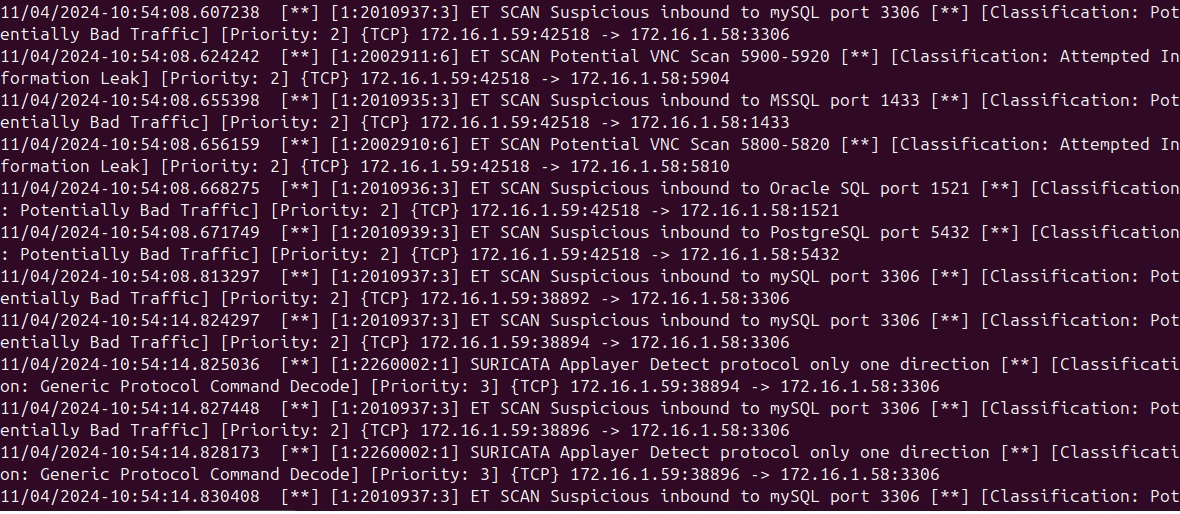 11/04/2024-10:54:08.607238  [**] [1:2010937:3] ET SCAN Suspicious inbound to mySQL port 3306 [**] [Classification: Pot
entially Bad Traffic] [Priority: 2] {TCP} 172.16.1.59:42518 -> 172.16.1.58:3306
11/04/2024-10:54:08.624242  [**] [1:2002911:6] ET SCAN Potential VNC Scan 5900-5920 [**] [Classification: Attempted In
formation Leak] [Priority: 2] {TCP} 172.16.1.59:42518 -> 172.16.1.58:5904
11/04/2024-10:54:08.655398  [**] [1:2010935:3] ET SCAN Suspicious inbound to MSSQL port 1433 [**] [Classification: Pot
entially Bad Traffic] [Priority: 2] {TCP} 172.16.1.59:42518 -> 172.16.1.58:1433
11/04/2024-10:54:08.656159  [**] [1:2002910:6] ET SCAN Potential VNC Scan 5800-5820 [**] [Classification: Attempted In
formation Leak] [Priority: 2] {TCP} 172.16.1.59:42518 -> 172.16.1.58:5810
11/04/2024-10:54:08.668275  [**] [1:2010936:3] ET SCAN Suspicious inbound to Oracle SQL port 1521 [**] [Classification
: Potentially Bad Traffic] [Priority: 2] {TCP} 172.16.1.59:42518 -> 172.16.1.58:1521
11/04/2024-10:54:08.671749  [**] [1:2010939:3] ET SCAN Suspicious inbound to PostgreSQL port 5432 [**] [Classification
: Potentially Bad Traffic] [Priority: 2] {TCP} 172.16.1.59:42518 -> 172.16.1.58:5432
11/04/2024-10:54:08.813297  [**] [1:2010937:3] ET SCAN Suspicious inbound to mySQL port 3306 [**] [Classification: Pot
entially Bad Traffic] [Priority: 2] {TCP} 172.16.1.59:38892 -> 172.16.1.58:3306
11/04/2024-10:54:14.824297  [**] [1:2010937:3] ET SCAN Suspicious inbound to mySQL port 3306 [**] [Classification: Pot
entially Bad Traffic] [Priority: 2] {TCP} 172.16.1.59:38894 -> 172.16.1.58:3306
11/04/2024-10:54:14.825036  [**] [1:2260002:1] SURICATA Applayer Detect protocol only one direction [**] [Classificati
on: Generic Protocol Command Decode] [Priority: 3] {TCP} 172.16.1.59:38894 -> 172.16.1.58:3306
11/04/2024-10:54:14.827448  [**] [1:2010937:3] ET SCAN Suspicious inbound to mySQL port 3306 [**] [Classification: Pot
entially Bad Traffic] [Priority: 2] {TCP} 172.16.1.59:38896 -> 172.16.1.58:3306
11/04/2024-10:54:14.828173  [**] [1:2260002:1] SURICATA Applayer Detect protocol only one direction [**] [Classificati
on: Generic Protocol Command Decode] [Priority: 3] {TCP} 172.16.1.59:38896 -> 172.16.1.58:3306
11/04/2024-10:54:14.830408  [**] [1:2010937:3] ET SCAN Suspicious inbound to mySQL port 3306 [**] [Classification: Pot